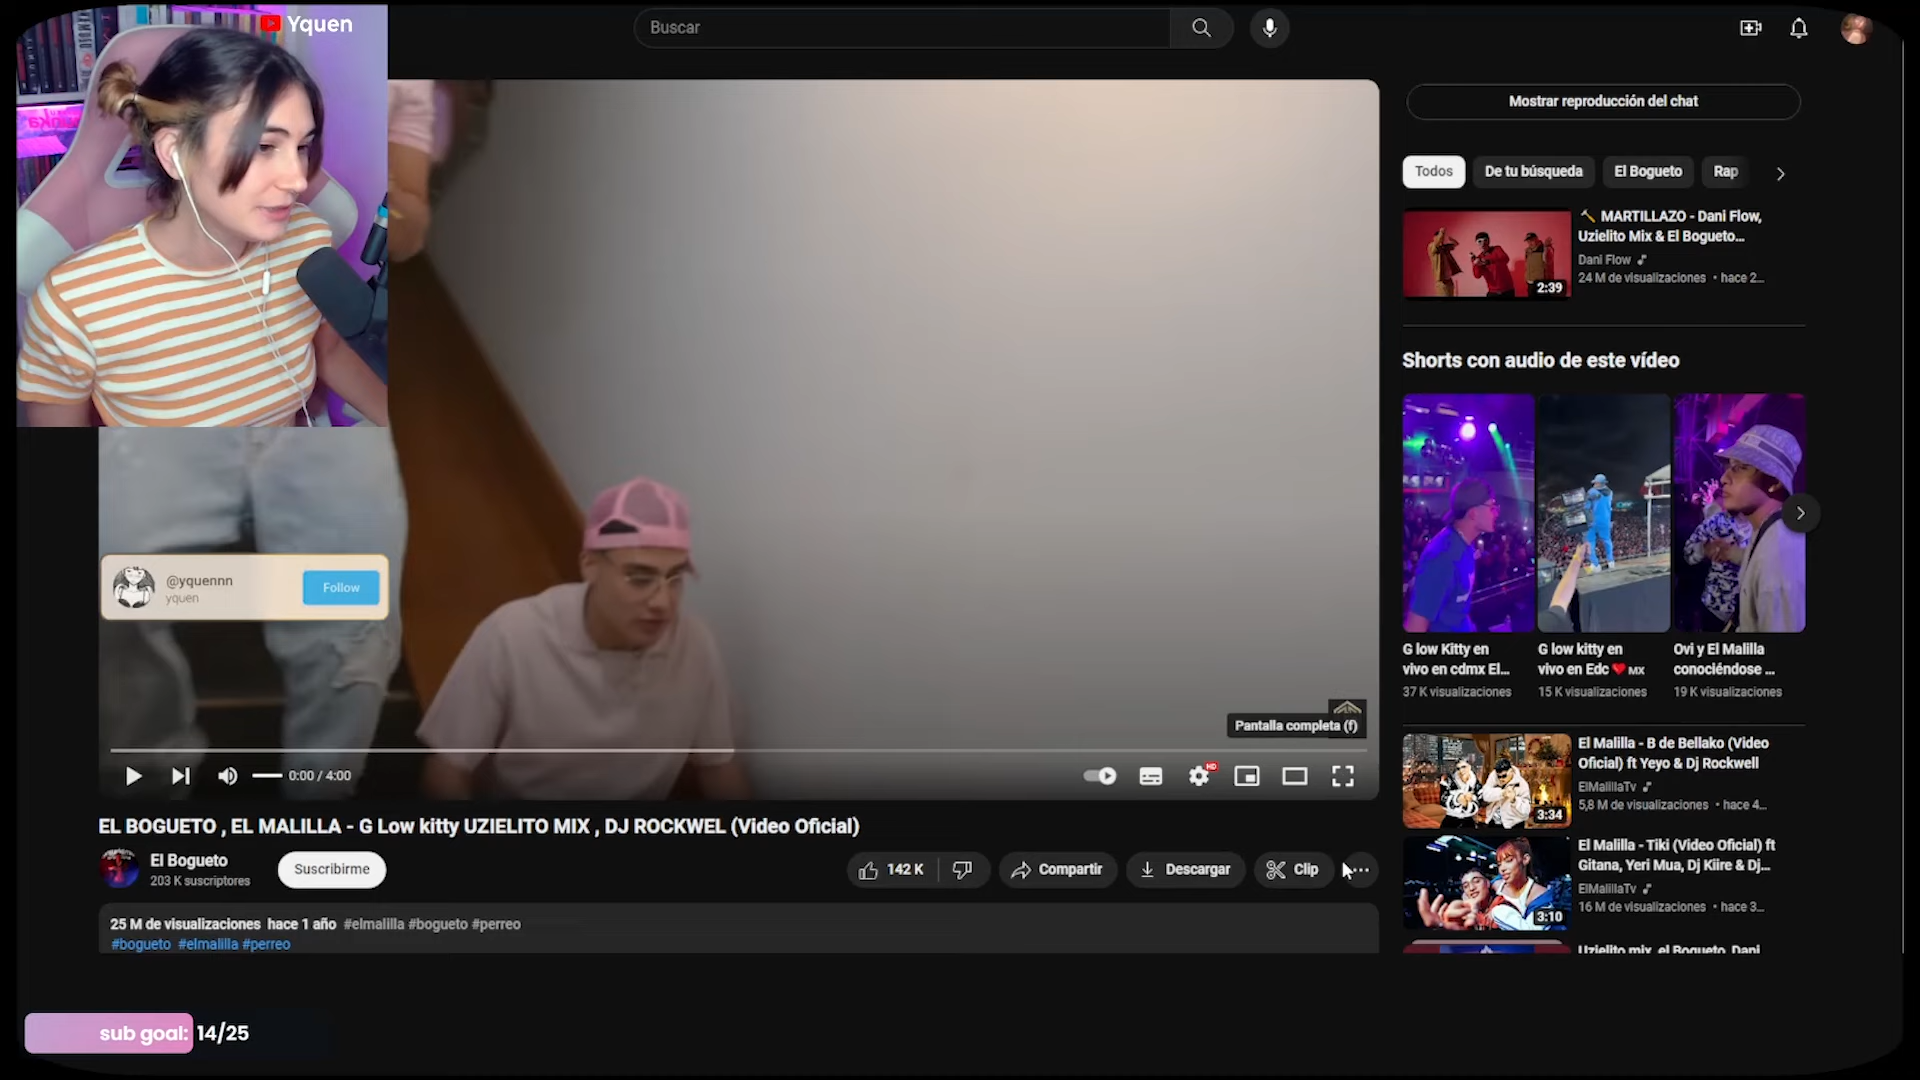 Yquen
Buscar
Mostrar reproducción del chat
Todos
De tu búsqueda
El Bogueto
Rap
MARTILLAZO - Dani Flow,
Uzielito Mix & El Bogueto...
Dani Flow
24 M de visualizaciones • hace 2...
2:39
Shorts con audio de este vídeo
G low Kitty en
vivo en cdmx El...
37 K visualizaciones
G low kitty en
vivo en Edc ❤ MX
15 K visualizaciones
Ovi y El Malilla
conociéndose ...
19 K visualizaciones
@yquennn
yquen
Follow
Pantalla completa (f)
0:00 / 4:00
HD
El Malilla - B de Bellako (Video
Oficial) ft Yeyo & Dj Rockwell
ElMalillaTv
5,8 M de visualizaciones • hace 4...
3:34
El Malilla - Tiki (Video Oficial) ft
Gitana, Yeri Mua, Dj Kiire & Dj...
ElMalillaTv
16 M de visualizaciones • hace 3...
3:10
Uzielito mix, el Bogueto, Dani
EL BOGUETO , EL MALILLA - G Low kitty UZIELITO MIX , DJ ROCKWEL (Video Oficial)
El Bogueto
203 K suscriptores
Suscribirme
142 K
Compartir
Descargar
Clip
25 M de visualizaciones hace 1 año #elmalilla #bogueto #perreo
#bogueto #elmalilla #perreo
sub goal: 14/25